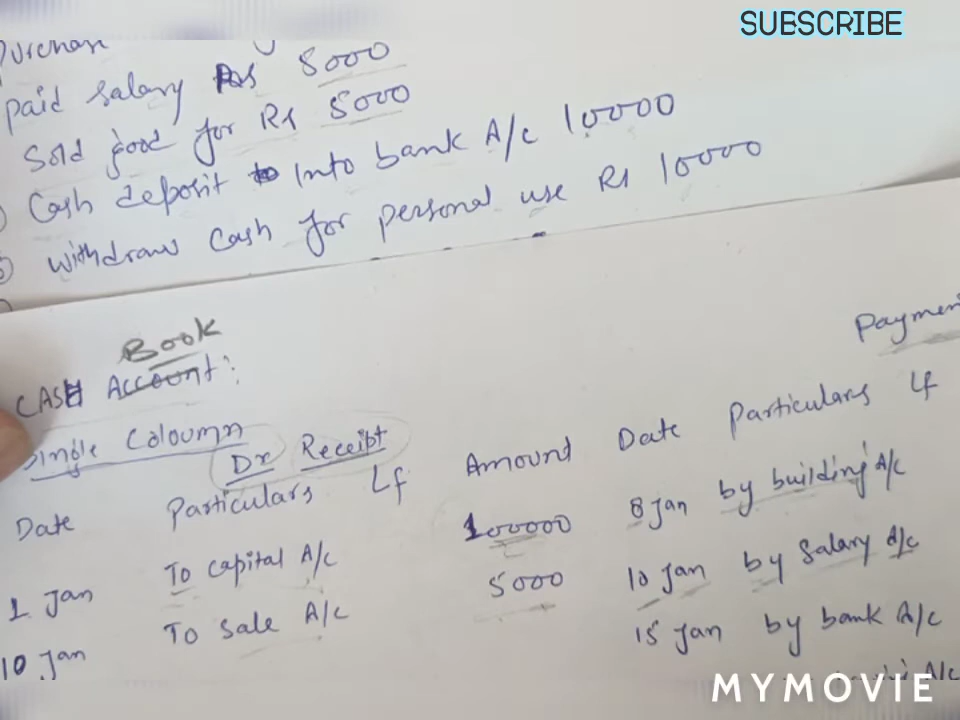 SUBSCRIBE
Purchase
paid salary Rs 5000
Sold good for Rs 5000
Cash deposit Into bank A/c 10000
withdraw cash for personal use Rs 10000
Book
CASH Account:
Single Coloumn
Dr Receipt
Payment
Date Particulars Lf Amount Date Particulars Lf
1 Jan To capital A/c 100000 8 Jan by building A/c
10 Jan To Sale A/c 5000 10 Jan by Salary A/c
15 Jan by bank A/c
A/c
MYMOVIE